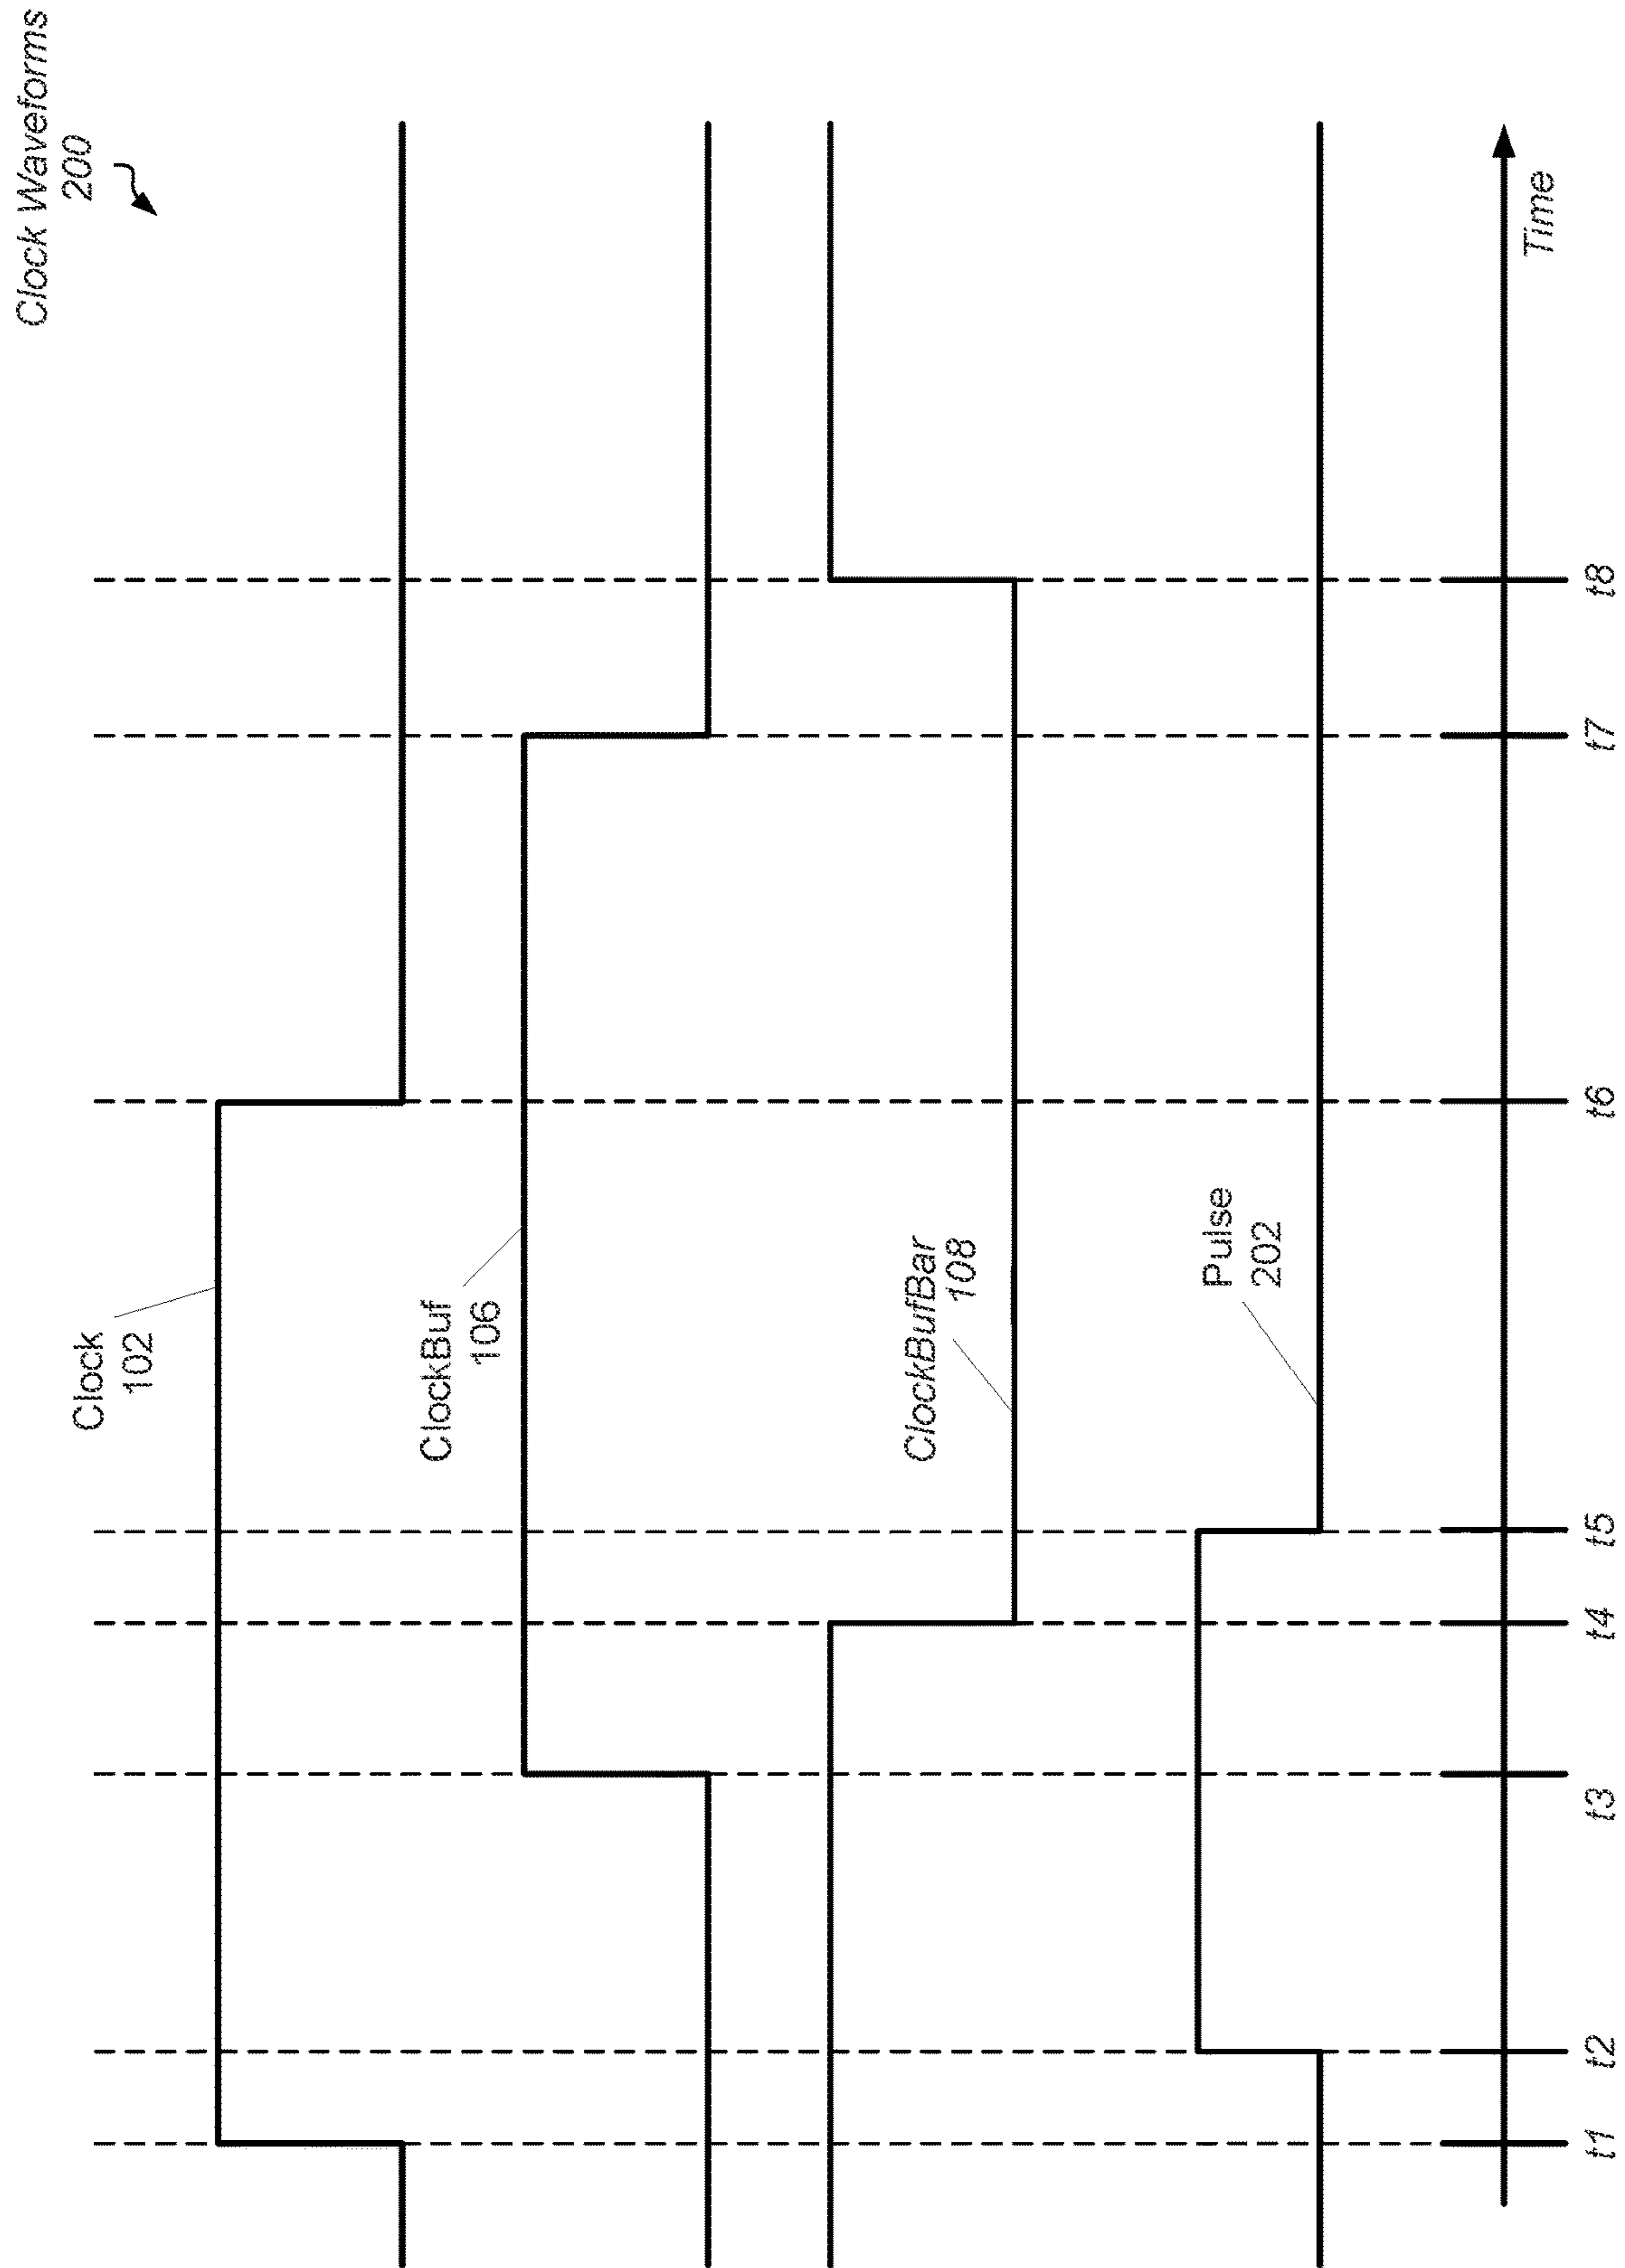 Clock Waveforms
200
Clock
102
ClockBuf
106
ClockBufBar
108
Pulse
202
Time
t1
t2
t3
t4
t5
t6
t7
t8